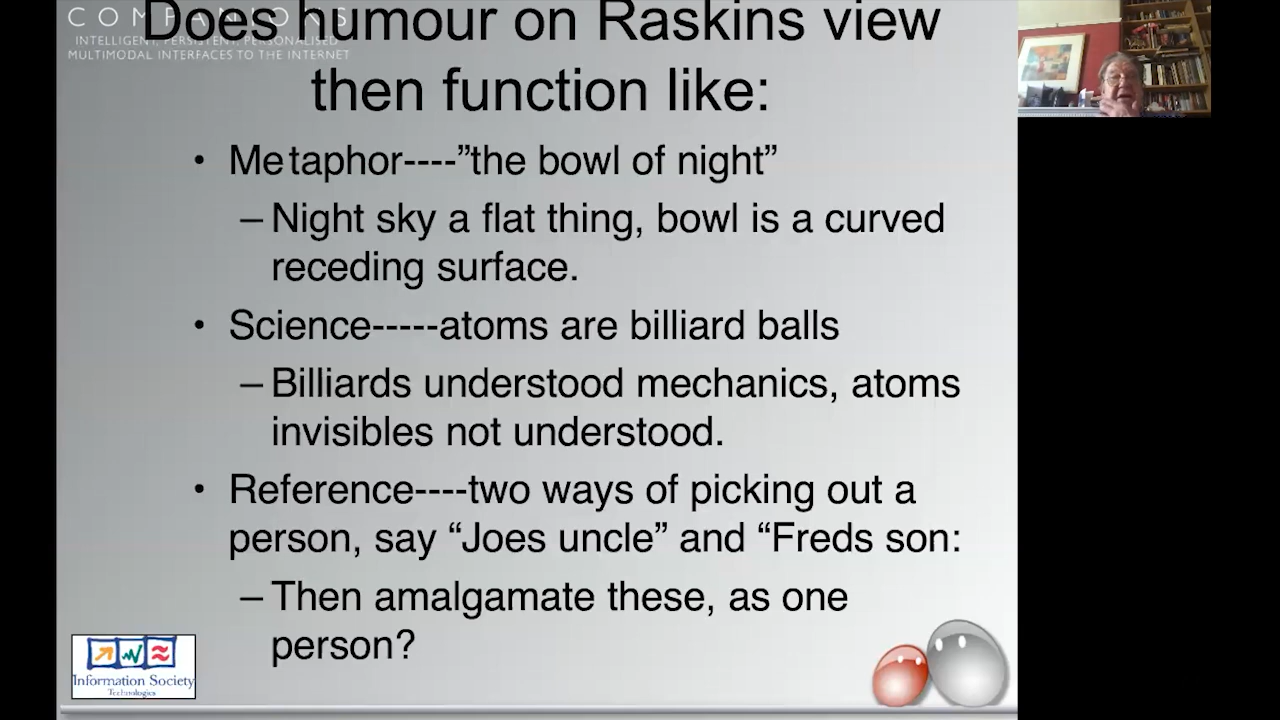 COMPANIONS
INTELLIGENT, PERSISTENT, PERSONALISED
MULTIMODAL INTERFACES TO THE INTERNET
Does humour on Raskins view
then function like:
• Metaphor----”the bowl of night”
– Night sky a flat thing, bowl is a curved
receding surface.
• Science-----atoms are billiard balls
– Billiards understood mechanics, atoms
invisibles not understood.
• Reference----two ways of picking out a
person, say “Joes uncle” and “Freds son:
– Then amalgamate these, as one
person?
Information Society
Technologies